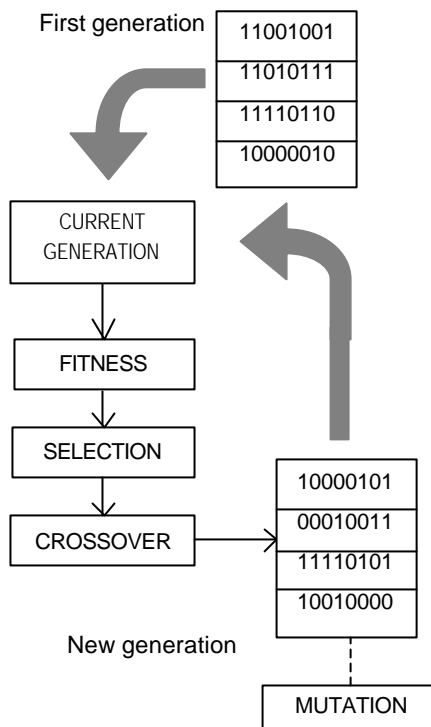 First generation
11001001
11010111
11110110
10000010
CURRENT
GENERATION
FITNESS
SELECTION
CROSSOVER
10000101
00010011
11110101
10010000
New generation
MUTATION